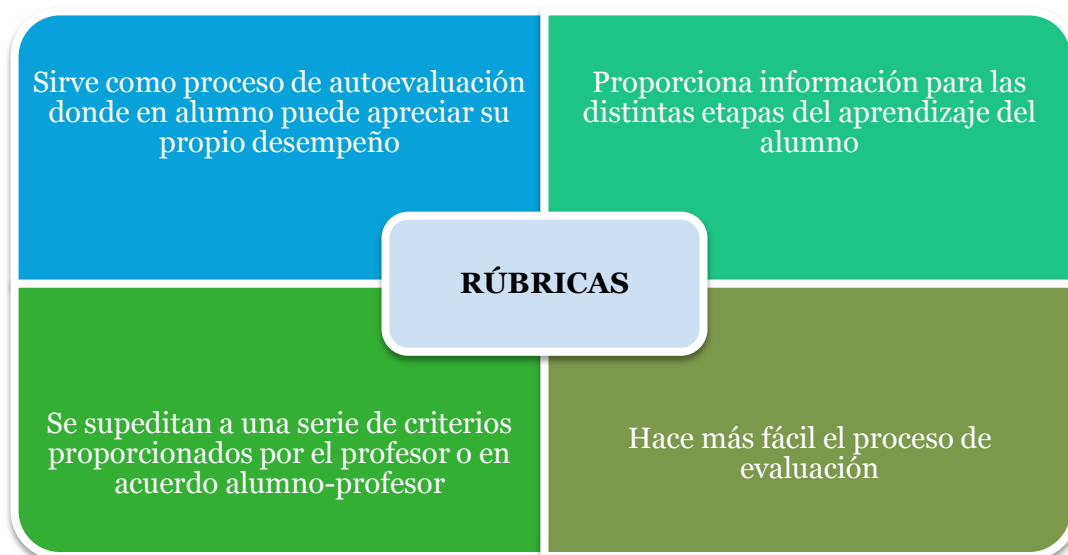 Sirve como proceso de autoevaluación
donde en alumno puede apreciar su
propio desempeño
Proporciona información para las
distintas etapas del aprendizaje del
alumno
RÚBRICAS
Se supeditan a una serie de criterios
proporcionados por el profesor o en
acuerdo alumno-profesor
Hace más fácil el proceso de
evaluación